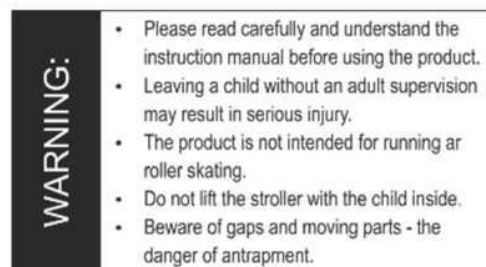 WARNING:
• Please read carefully and understand the
instruction manual before using the product.
• Leaving a child without an adult supervision
may result in serious injury.
• The product is not intended for running ar
roller skating.
• Do not lift the stroller with the child inside.
• Beware of gaps and moving parts - the
danger of antrapment.